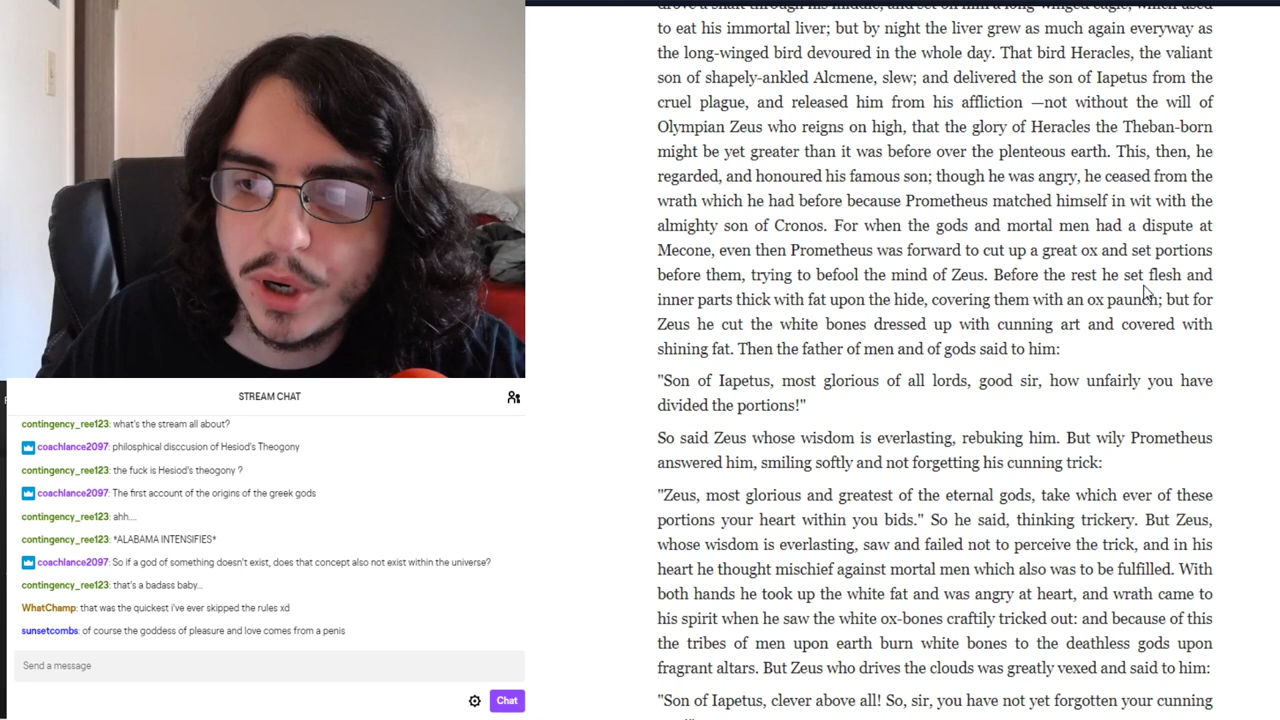 drove a shaft through his middle, and set on him a long-winged eagle, which used
to eat his immortal liver; but by night the liver grew as much again everyway as
the long-winged bird devoured in the whole day. That bird Heracles, the valiant
son of shapely-ankled Alcmene, slew; and delivered the son of Iapetus from the
cruel plague, and released him from his affliction —not without the will of
Olympian Zeus who reigns on high, that the glory of Heracles the Theban-born
might be yet greater than it was before over the plenteous earth. This, then, he
regarded, and honoured his famous son; though he was angry, he ceased from the
wrath which he had before because Prometheus matched himself in wit with the
almighty son of Cronos. For when the gods and mortal men had a dispute at
Mecone, even then Prometheus was forward to cut up a great ox and set portions
before them, trying to befool the mind of Zeus. Before the rest he set flesh and
inner parts thick with fat upon the hide, covering them with an ox paunch; but for
Zeus he cut the white bones dressed up with cunning art and covered with
shining fat. Then the father of men and of gods said to him:
"Son of Iapetus, most glorious of all lords, good sir, how unfairly you have
divided the portions!"
So said Zeus whose wisdom is everlasting, rebuking him. But wily Prometheus
answered him, smiling softly and not forgetting his cunning trick:
"Zeus, most glorious and greatest of the eternal gods, take which ever of these
portions your heart within you bids." So he said, thinking trickery. But Zeus,
whose wisdom is everlasting, saw and failed not to perceive the trick, and in his
heart he thought mischief against mortal men which also was to be fulfilled. With
both hands he took up the white fat and was angry at heart, and wrath came to
his spirit when he saw the white ox-bones craftily tricked out: and because of this
the tribes of men upon earth burn white bones to the deathless gods upon
fragrant altars. But Zeus who drives the clouds was greatly vexed and said to him:
"Son of Iapetus, clever above all! So, sir, you have not yet forgotten your cunning
STREAM CHAT
contingency_ree123: what's the stream all about?
coachlance2097: philosphical disccusion of Hesiod's Theogony
contingency_ree123: the fuck is Hesiod's theogony ?
coachlance2097: The first account of the origins of the greek gods
contingency_ree123: ahh....
contingency_ree123: *ALABAMA INTENSIFIES*
coachlance2097: So if a god of something doesn't exist, does that concept also not exist within the universe?
contingency_ree123: that's a badass baby...
WhatChamp: that was the quickest i've ever skipped the rules xd
sunsetcombs: of course the goddess of pleasure and love comes from a penis
Send a message
Chat